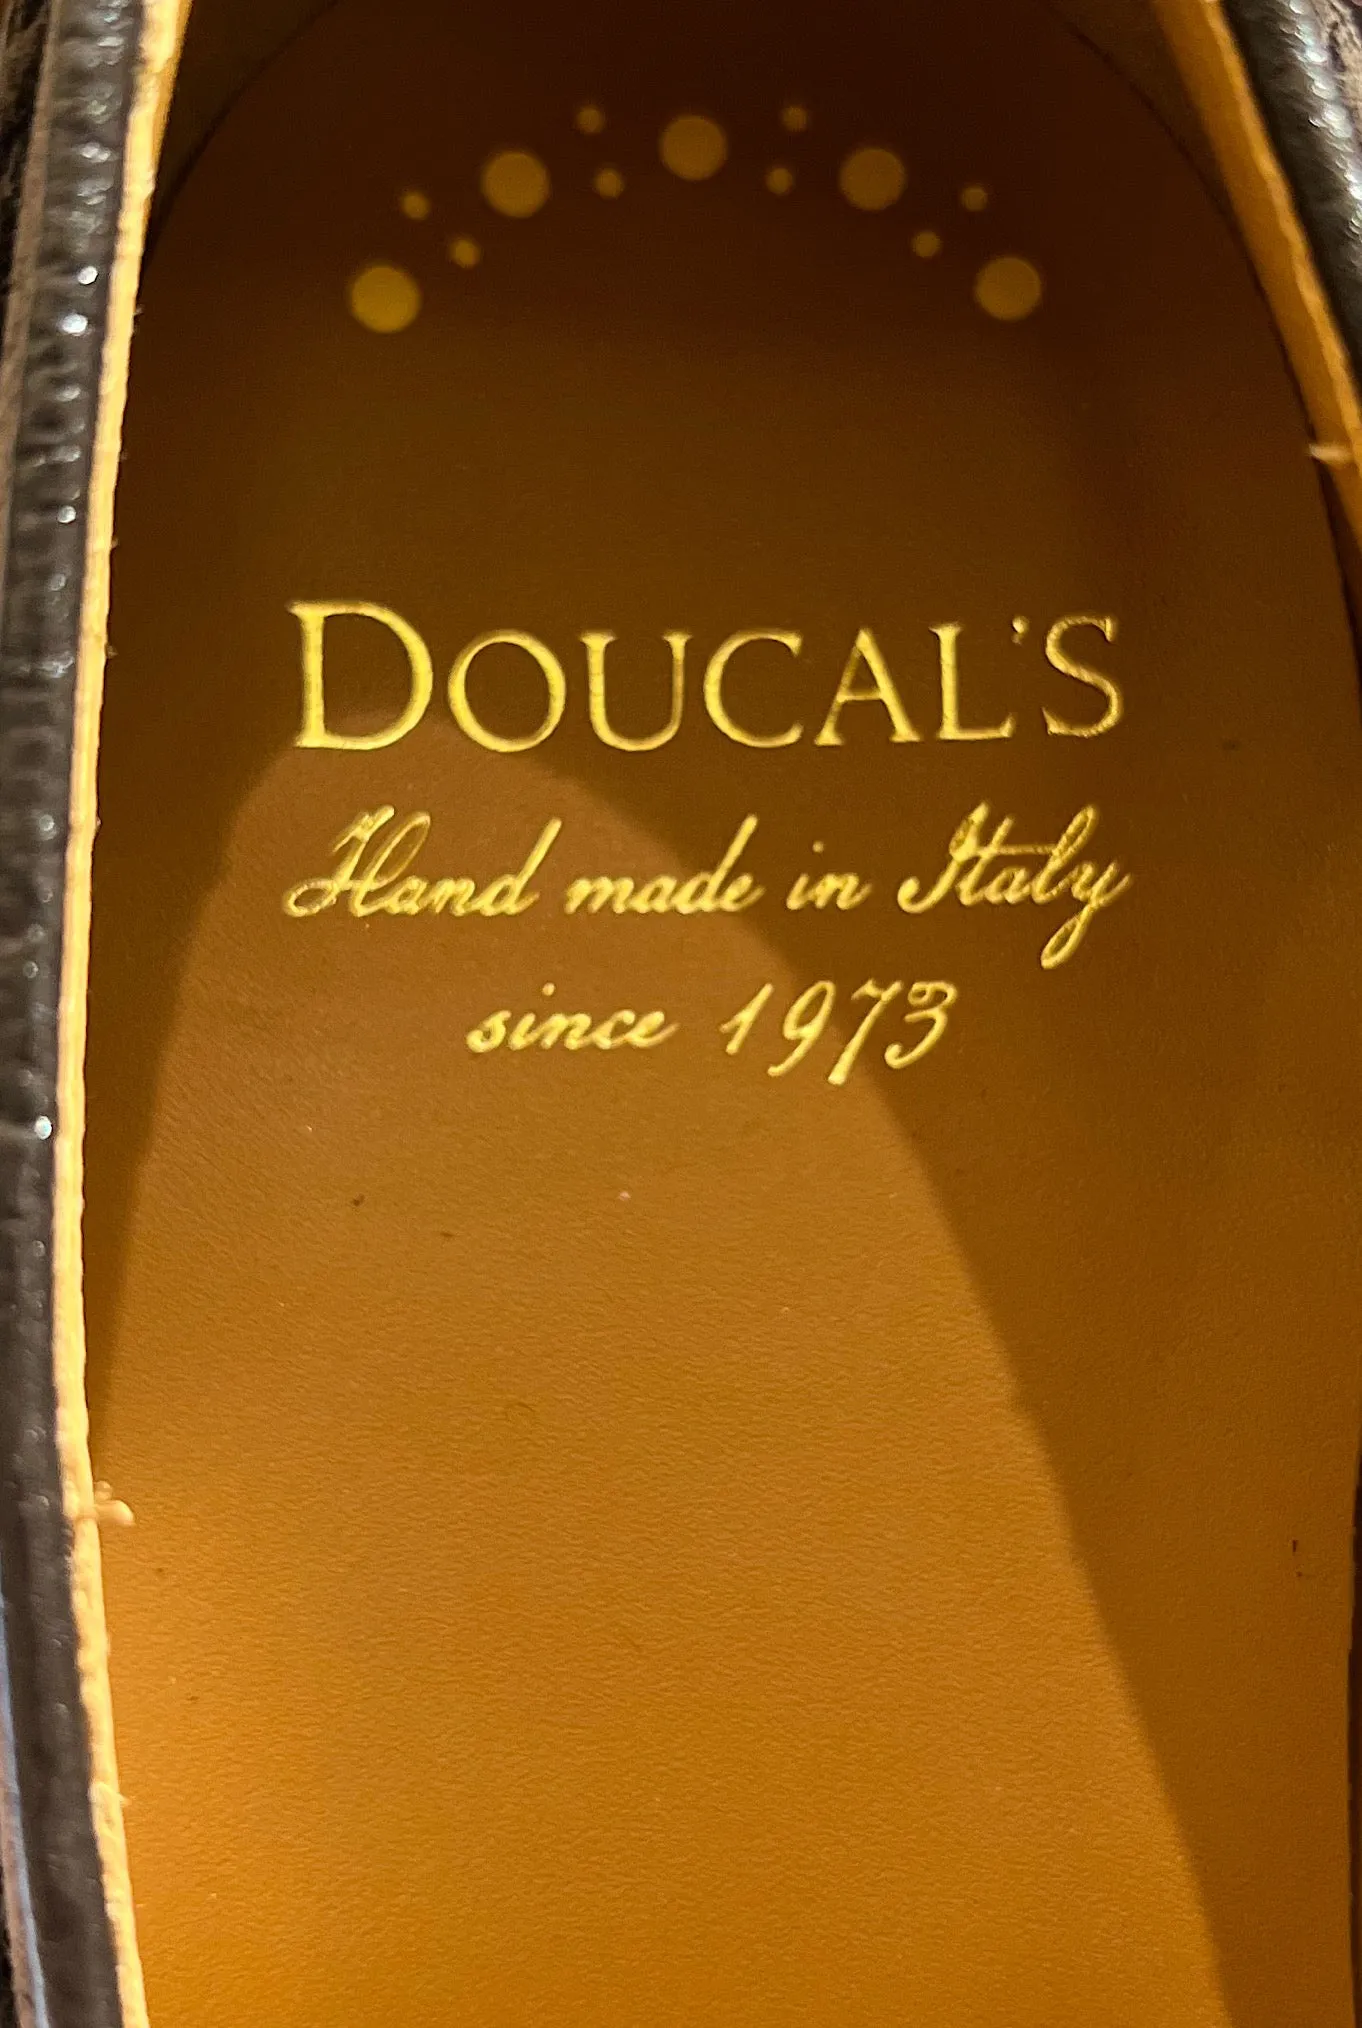 DOUCAL'S
Hand made in Italy
since 1973